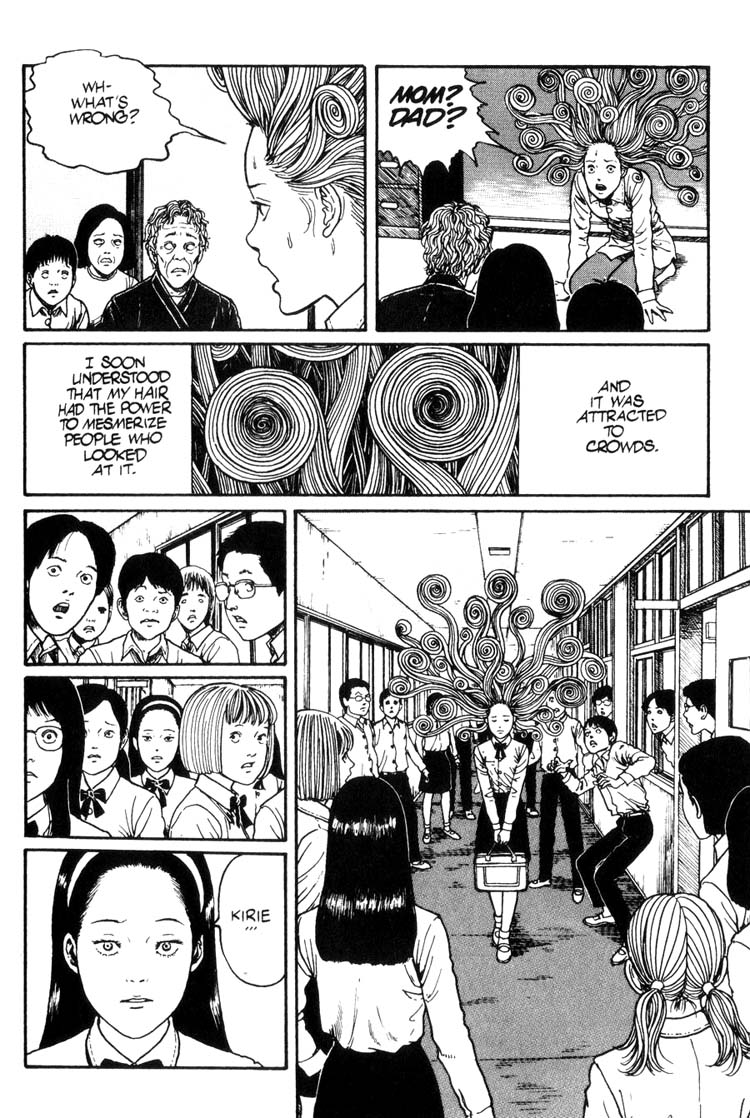 WH-
WHAT'S
WRONG?
MOM?
DAD?
I SOON
UNDERSTOOD
THAT MY HAIR
HAD THE POWER
TO MESMERIZE
PEOPLE WHO
LOOKED
AT IT.
AND
IT WAS
ATTRACTED
TO
CROWDS.
KIRIE
...